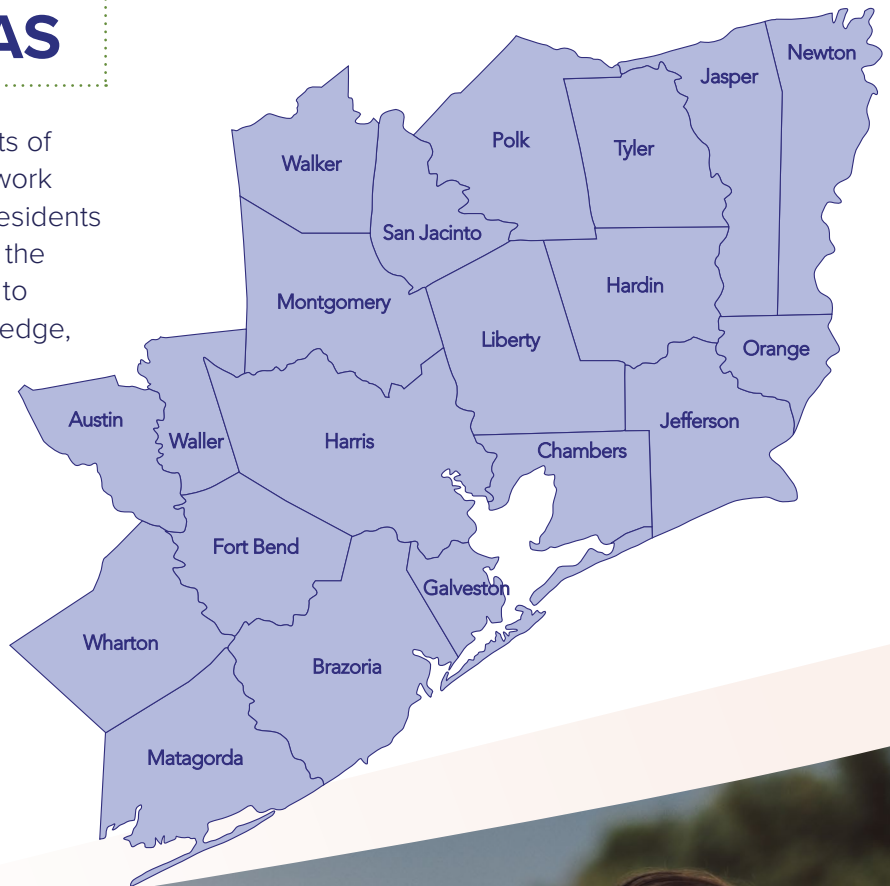 AS
ts of
work
esidents
the
to
edge,
Newton
Jasper
Polk
Tyler
Walker
San Jacinto
Hardin
Montgomery
Liberty
Orange
Austin
Waller
Harris
Jefferson
Chambers
Fort Bend
Galveston
Wharton
Brazoria
Matagorda